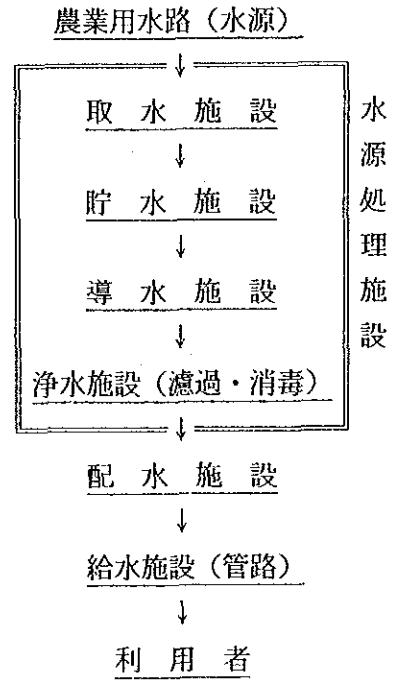 農業用水路（水源）
↓
取水施設
↓
貯水施設
↓
導水施設
↓
浄水施設（濾過・消毒）
↓
配水施設
↓
給水施設（管路）
↓
利用者
水源処理施設